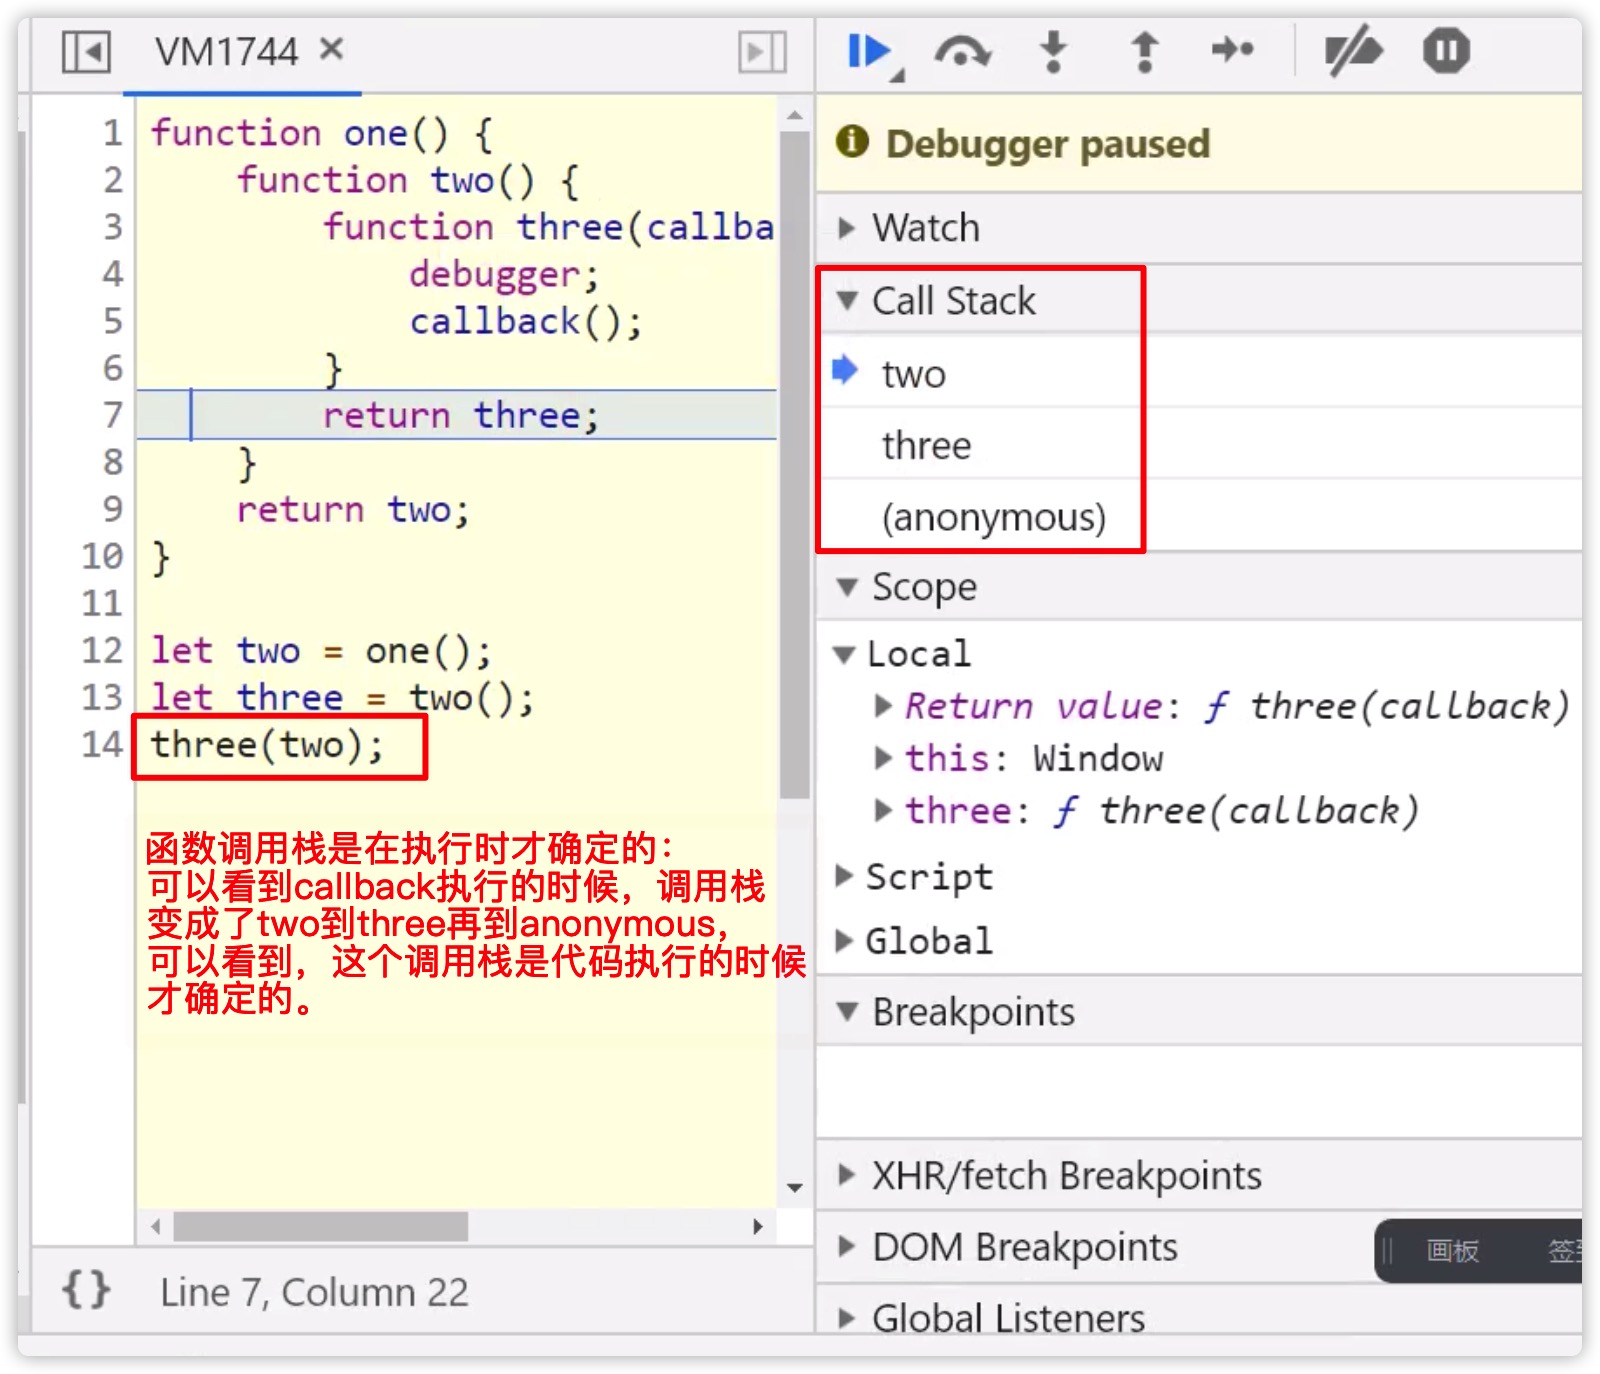 VM1744 ×
1 function one() {
2 function two() {
3 function three(callba
4 debugger;
5 callback();
6 }
7 return three;
8 }
9 return two;
10 }
11
12 let two = one();
13 let three = two();
14 three(two);
函数调用栈是在执行时才确定的：
可以看到callback执行的时候，调用栈
变成了two到three再到anonymous，
可以看到，这个调用栈是代码执行的时候
才确定的。
{} Line 7, Column 22
Debugger paused
Watch
Call Stack
two
three
(anonymous)
Scope
Local
Return value: ƒ three(callback)
this: Window
three: ƒ three(callback)
Script
Global
Breakpoints
XHR/fetch Breakpoints
DOM Breakpoints
画板 签
Global Listeners